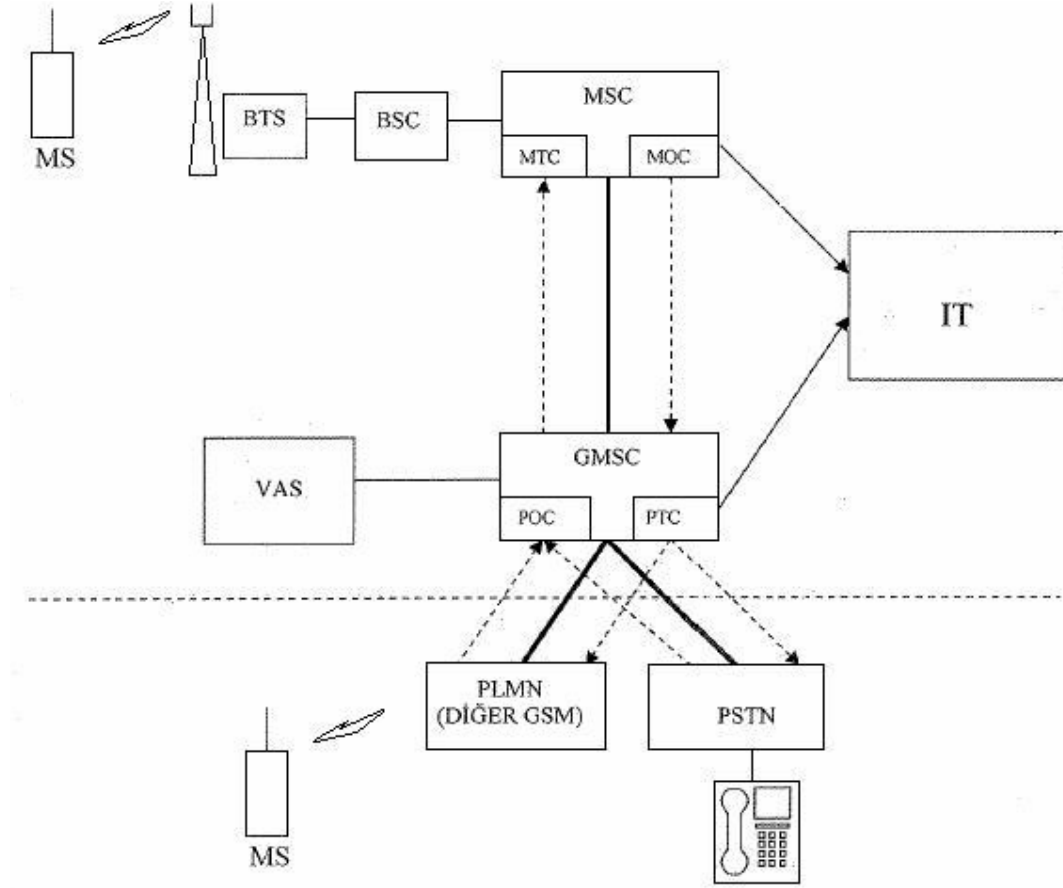 MS
BTS
BSC
MSC
MTC
MOC
IT
VAS
GMSC
POC
PTC
PLMN
(DİĞER GSM)
PSTN
MS